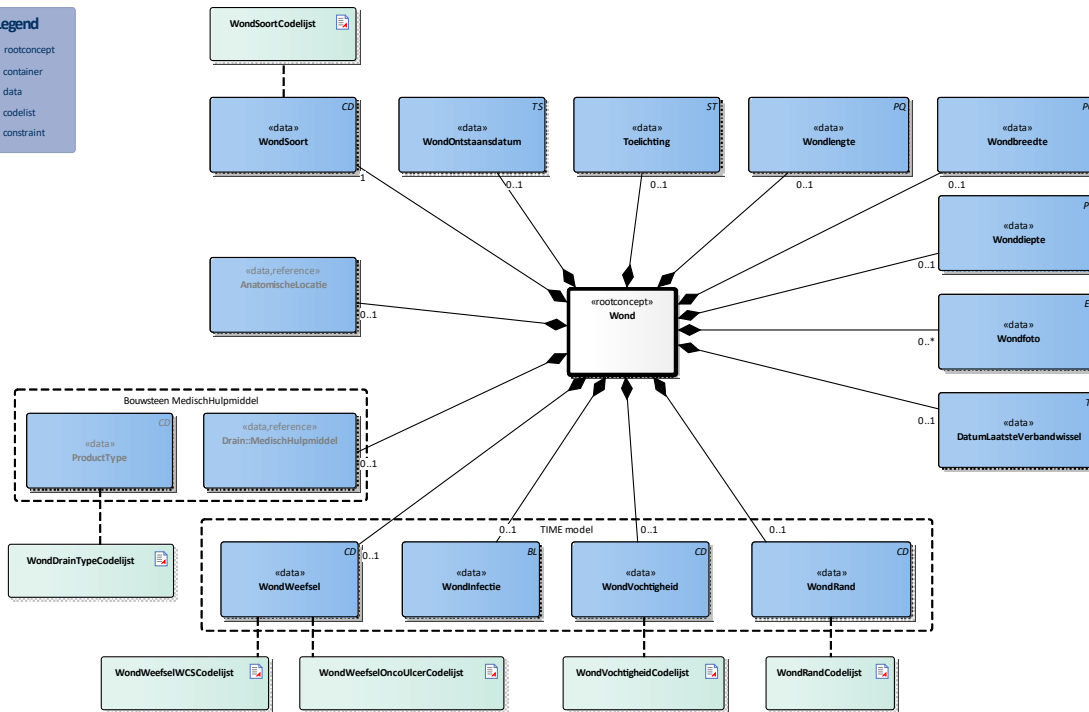 Legend
rootconcept
container
data
codelist
constraint
WondSoortCodelijst
CD
«data»
WondSoort
1
TS
«data»
WondOntstaansdatum
0..1
ST
«data»
Toelichting
0..1
PQ
«data»
Wondlengte
0..1
«data»
Wondbreedte
0..1
«data»
Wonddiepte
0..1
«data,reference»
AnatomischeLocatie
0..1
«rootconcept»
Wond
«data»
Wondfoto
0..*
«data»
DatumLaatsteVerbandwissel
0..1
Bouwsteen MedischHulpmiddel
CD
«data»
ProductType
«data,reference»
Drain::MedischHulpmiddel
0..1
WondDrainTypeCodelijst
TIME model
CD
«data»
WondWeefsel
0..1
BL
«data»
WondInfectie
0..1
CD
«data»
WondVochtigheid
0..1
CD
«data»
WondRand
0..1
WondWeefselWCSCodelijst
WondWeefselOncoUlcerCodelijst
WondVochtigheidCodelijst
WondRandCodelijst